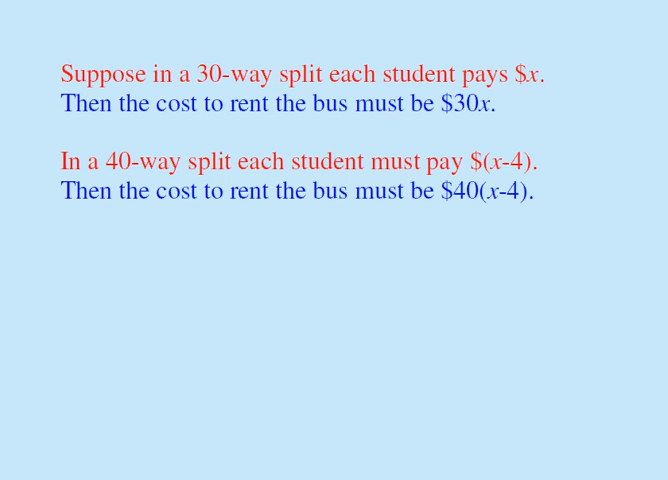 Suppose in a 30-way split each student pays $x.
Then the cost to rent the bus must be $30x.
In a 40-way split each student must pay $(x-4).
Then the cost to rent the bus must be $40(x-4).